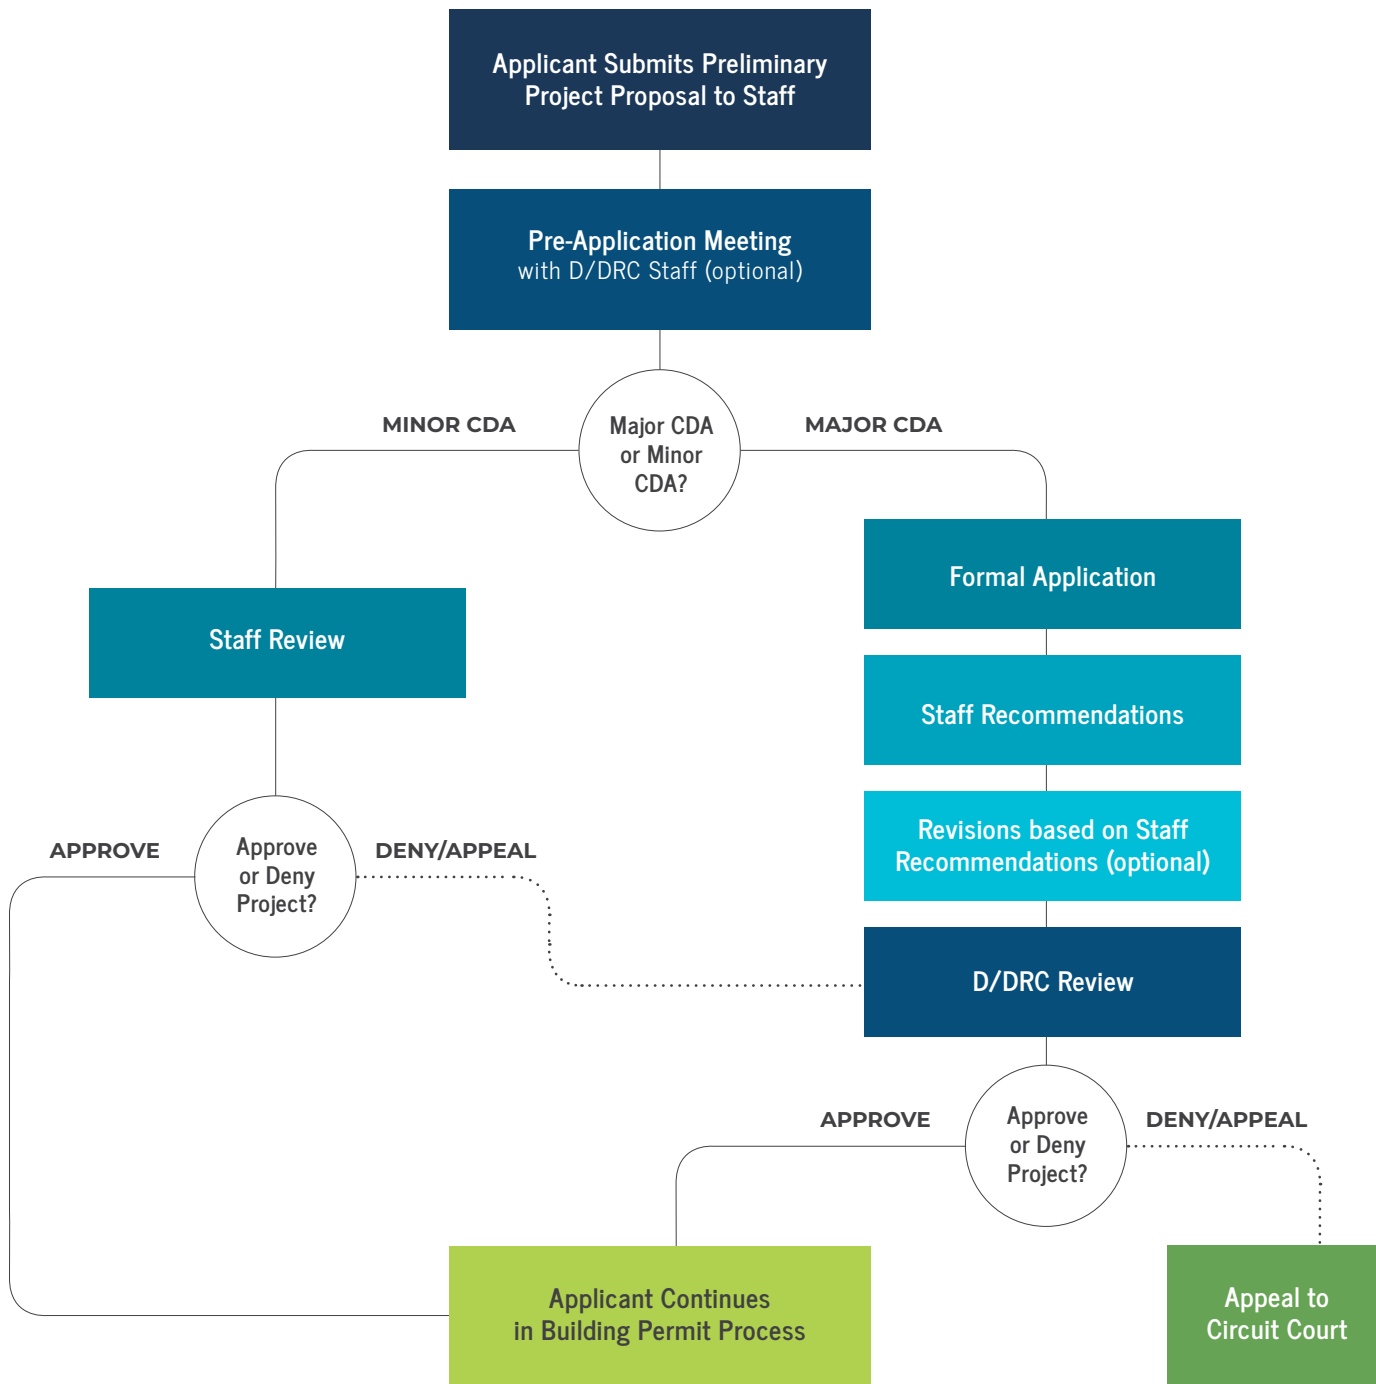 Applicant Submits Preliminary
Project Proposal to Staff
Pre-Application Meeting
with D/DRC Staff (optional)
MINOR CDA
Major CDA
or Minor
CDA?
MAJOR CDA
Formal Application
Staff Review
Staff Recommendations
Revisions based on Staff
Recommendations (optional)
APPROVE
Approve
or Deny
Project?
DENY/APPEAL
D/DRC Review
APPROVE
Approve
or Deny
Project?
DENY/APPEAL
Applicant Continues
in Building Permit Process
Appeal to
Circuit Court